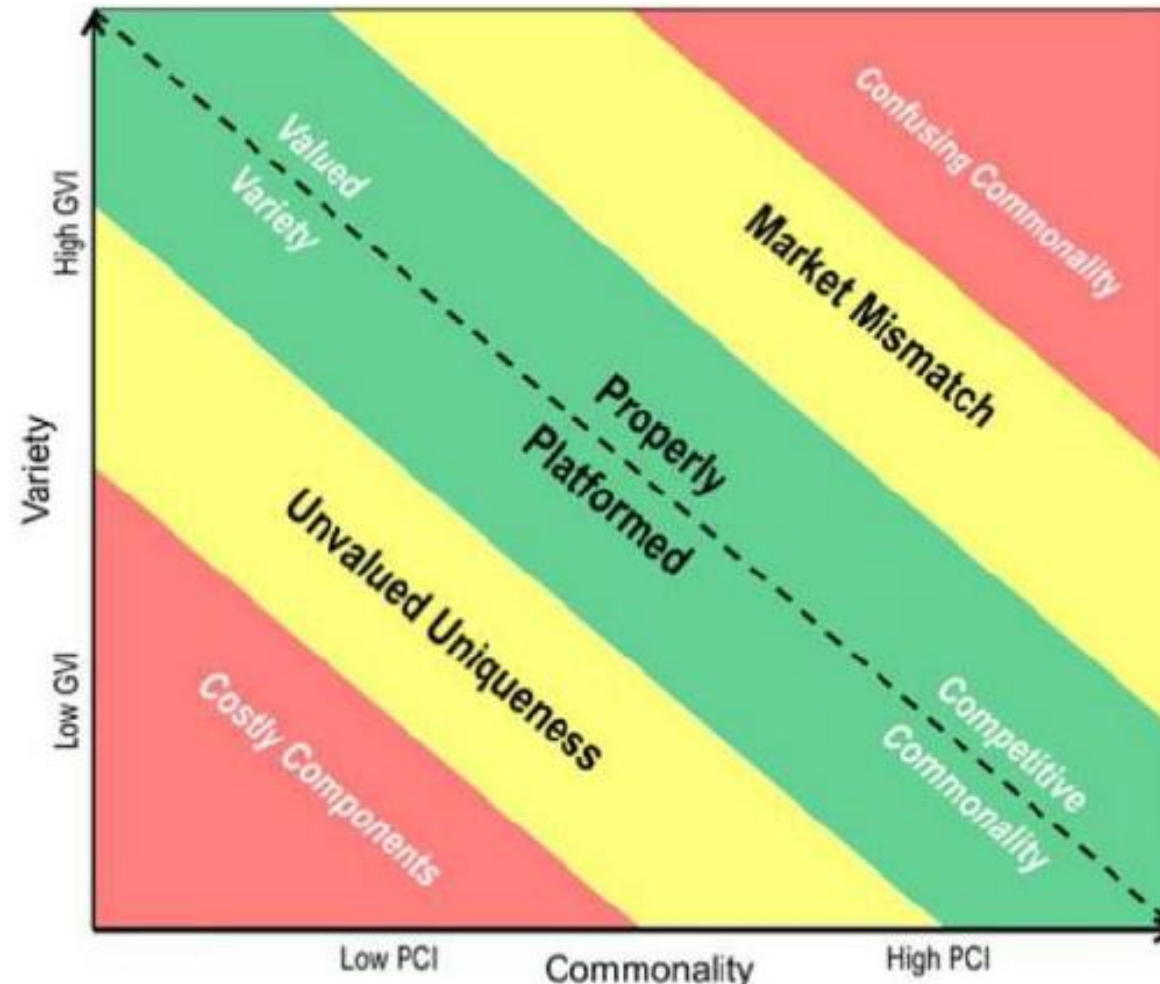 Confusing Commonality
Valued
Variety
High GVI
Market Mismatch
Properly
Platformed
Variety
Unvalued Uniqueness
Low GVI
Costly Components
Competitive
Commonality
Low PCI
Commonality
High PCI